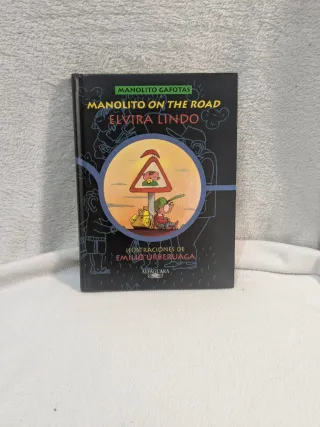 MANOLITO GAFOTAS
MANOLITO ON THE ROAD
ELVIRA LINDO
ILUSTRACIONES DE
EMILIO URBERUAGA
ALFAGUARA